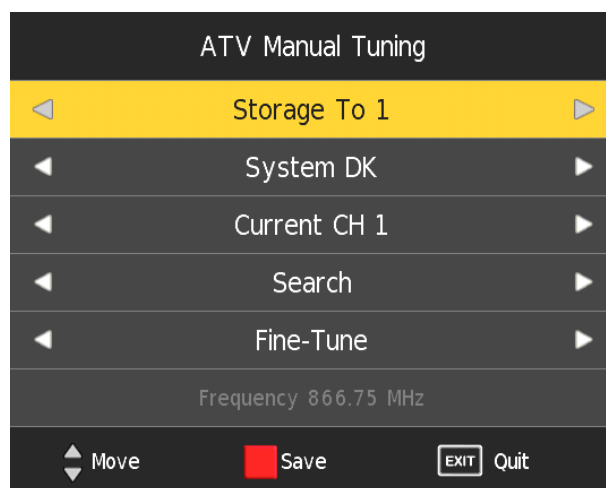 ATV Manual Tuning
Storage To 1
System DK
Current CH 1
Search
Fine-Tune
Frequency 866.75 MHz
Move Save EXIT Quit